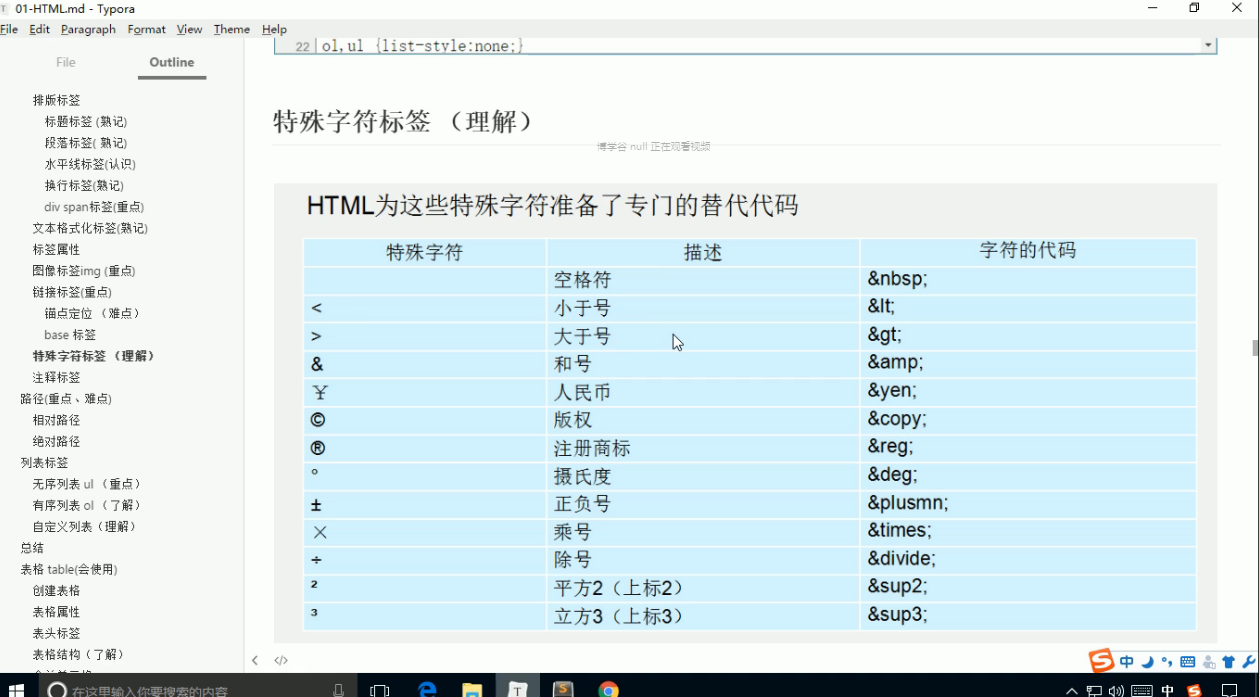 01-HTML.md - Typora
File Edit Paragraph Format View Theme Help
File Outline
排版标签
标题标签 (熟记)
段落标签( 熟记)
水平线标签(认识)
换行标签(熟记)
div span标签(重点)
文本格式化标签(熟记)
标签属性
图像标签img (重点)
链接标签(重点)
锚点定位 （难点）
base 标签
特殊字符标签 （理解）
注释标签
路径(重点、难点)
相对路径
绝对路径
列表标签
无序列表 ul （重点）
有序列表 ol （了解）
自定义列表（理解）
总结
表格 table(会使用)
创建表格
表格属性
表头标签
表格结构（了解）
22 ol,ul {list-style:none;}
特殊字符标签 （理解）
博学谷 null 正在观看视频
HTML为这些特殊字符准备了专门的替代代码
特殊字符 描述 字符的代码
空格符 &nbsp;
< 小于号 &lt;
> 大于号 &gt;
& 和号 &amp;
¥ 人民币 &yen;
© 版权 &copy;
® 注册商标 &reg;
° 摄氏度 &deg;
± 正负号 &plusmn;
× 乘号 &times;
÷ 除号 &divide;
² 平方2（上标2） &sup2;
³ 立方3（上标3） &sup3;
中
在这里输入你要搜索的内容
中